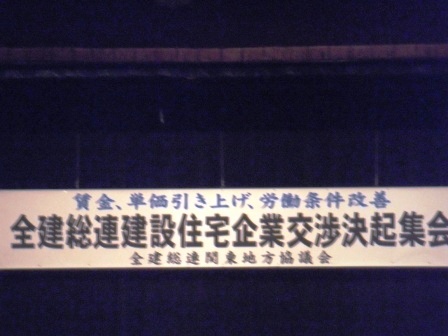 賃金、単価引き上げ、労働条件改善
全建総連建設住宅企業交渉決起集会
全建総連関東地方協議会